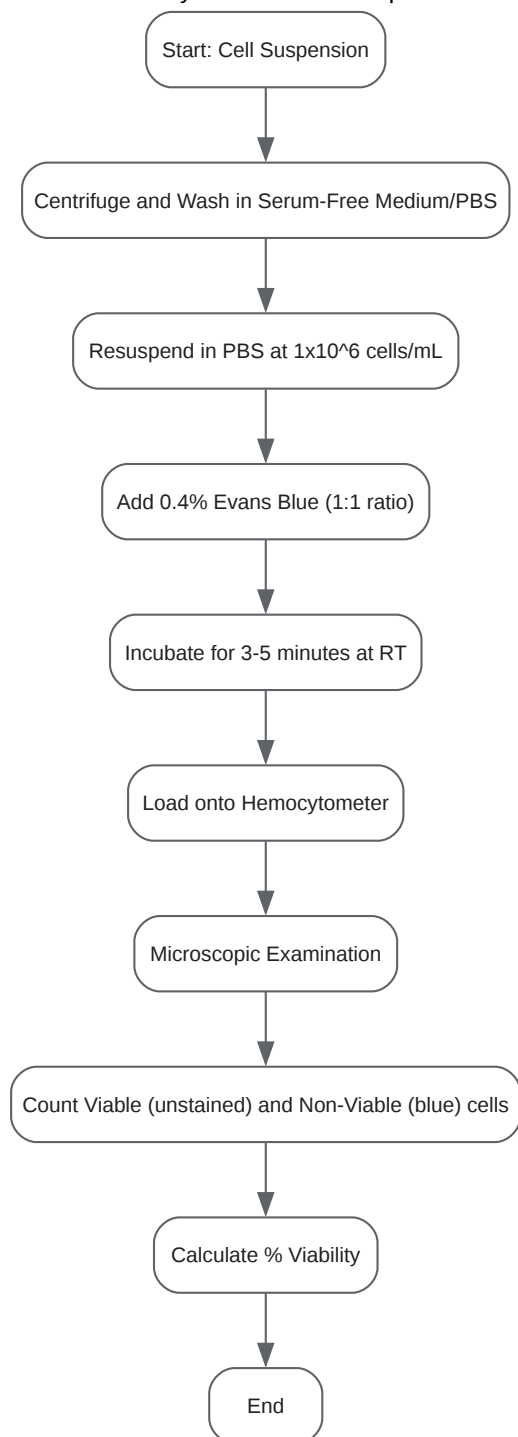 Start: Cell Suspension
Centrifuge and Wash in Serum-Free Medium/PBS
Resuspend in PBS at 1x10^6 cells/mL
Add 0.4% Evans Blue (1:1 ratio)
Incubate for 3-5 minutes at RT
Load onto Hemocytometer
Microscopic Examination
Count Viable (unstained) and Non-Viable (blue) cells
Calculate % Viability
End